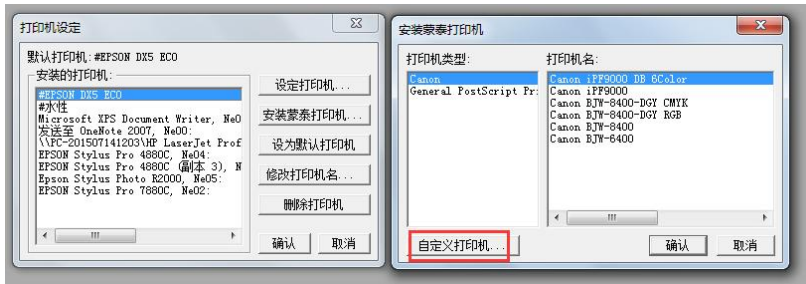 打印机设定
默认打印机:#EPSON DX5 ECO
安装的打印机:
#EPSON DX5 ECO
#水性
Microsoft XPS Document Writer, Ne0
发送至 OneNote 2007, Ne00:
\\PC-201507141203\HP LaserJet Prof
EPSON Stylus Pro 4880C, Ne04:
EPSON Stylus Pro 4880C (副本 3), N
Epson Stylus Photo R2000, Ne05:
EPSON Stylus Pro 7880C, Ne02:
设定打印机...
安装蒙泰打印机...
设为默认打印机
修改打印机名...
删除打印机
确认
取消
安装蒙泰打印机
打印机类型:
Canon
General PostScript Pr:
打印机名:
Canon iPF9000 DB 6Color
Canon iPF9000
Canon BJW-8400-DGY CMYK
Canon BJW-8400-DGY RGB
Canon BJW-8400
Canon BJW-6400
自定义打印机...
确认
取消